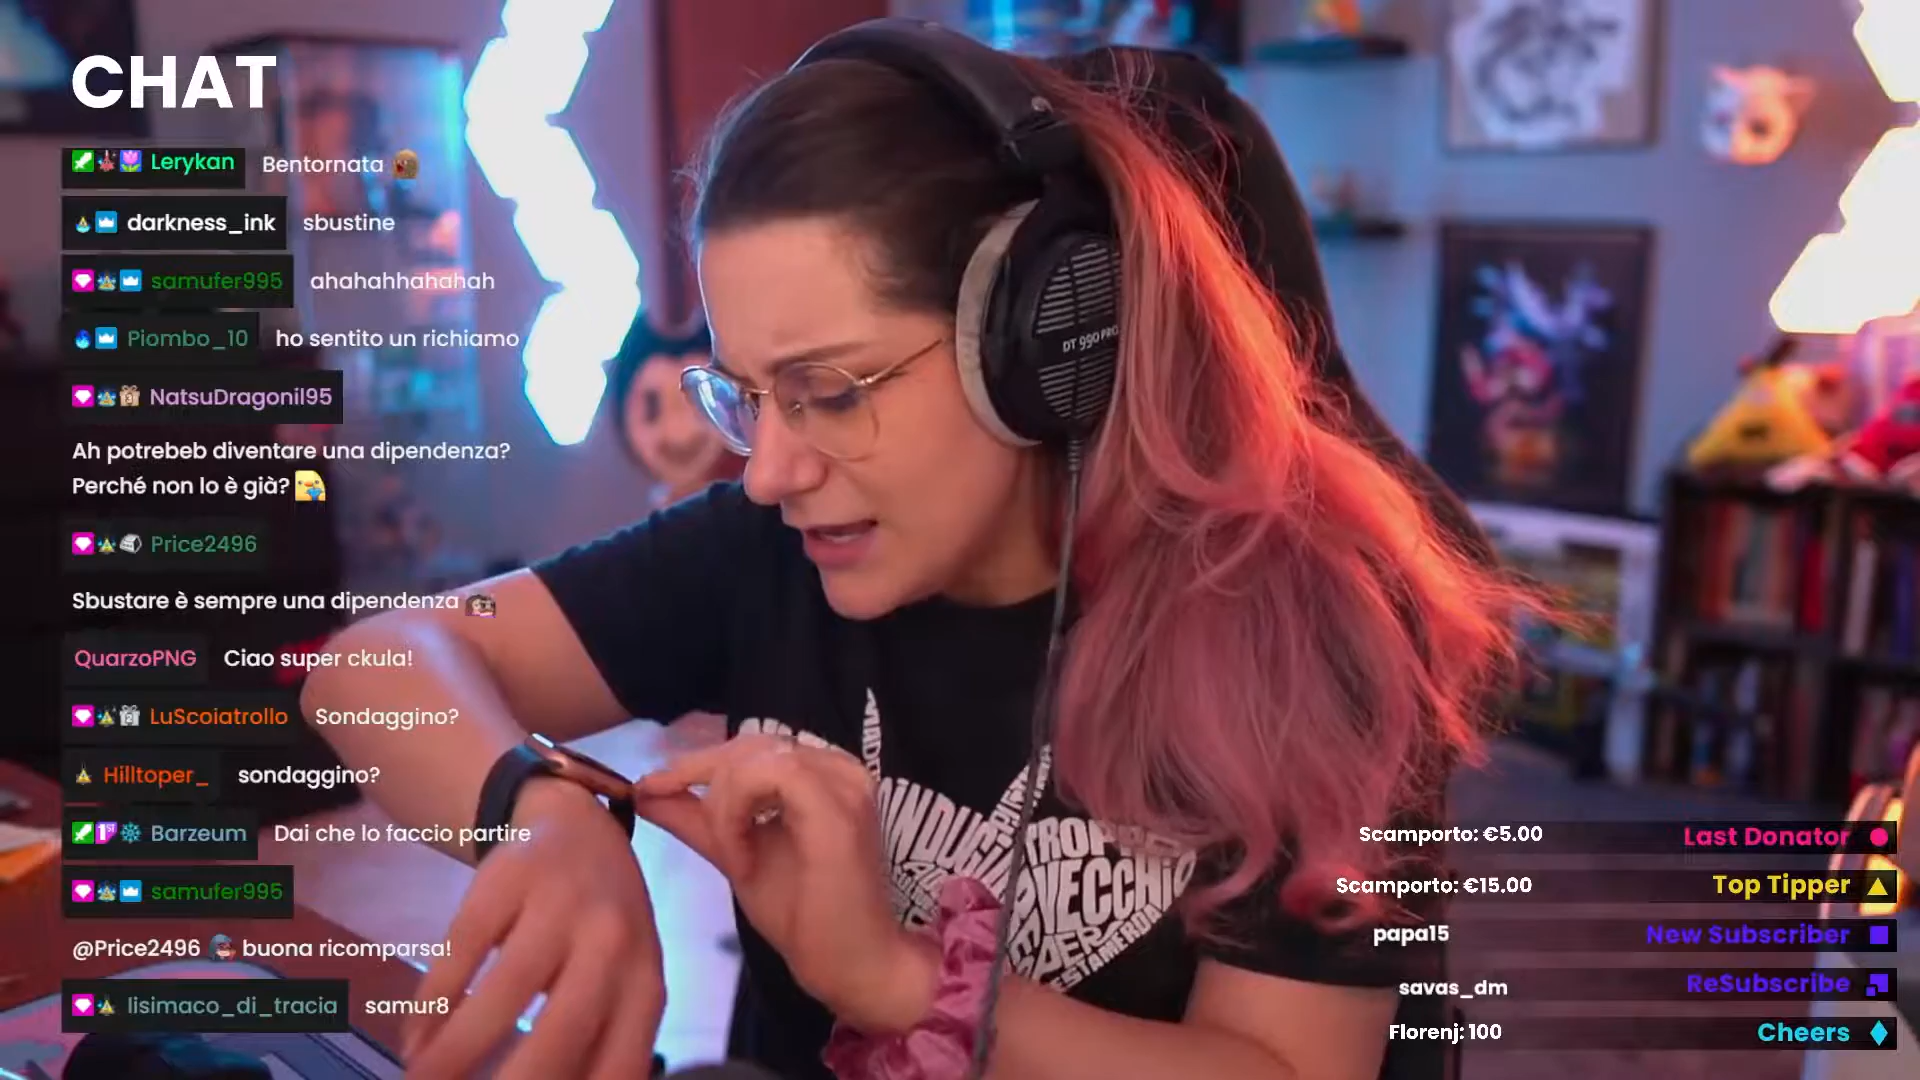 CHAT
Lerykan Bentornata
darkness_ink sbustine
samufer995 ahahahhahahah
Piombo_10 ho sentito un richiamo
NatsuDragonil95
Ah potrebeb diventare una dipendenza?
Perché non lo è già?
Price2496
Sbustare è sempre una dipendenza
QuarzoPNG Ciao super ckula!
LuScoiatrollo Sondaggino?
Hilltoper_ sondaggino?
Barzeum Dai che lo faccio partire
samufer995
@Price2496 buona ricomparsa!
lisimaco_di_tracia samur8
DT 990 PRO
TROPPO
VECCHIO
Scamporto: €5.00 Last Donator
Scamporto: €15.00 Top Tipper
papa15 New Subscriber
savas_dm ReSubscribe
Florenj: 100 Cheers